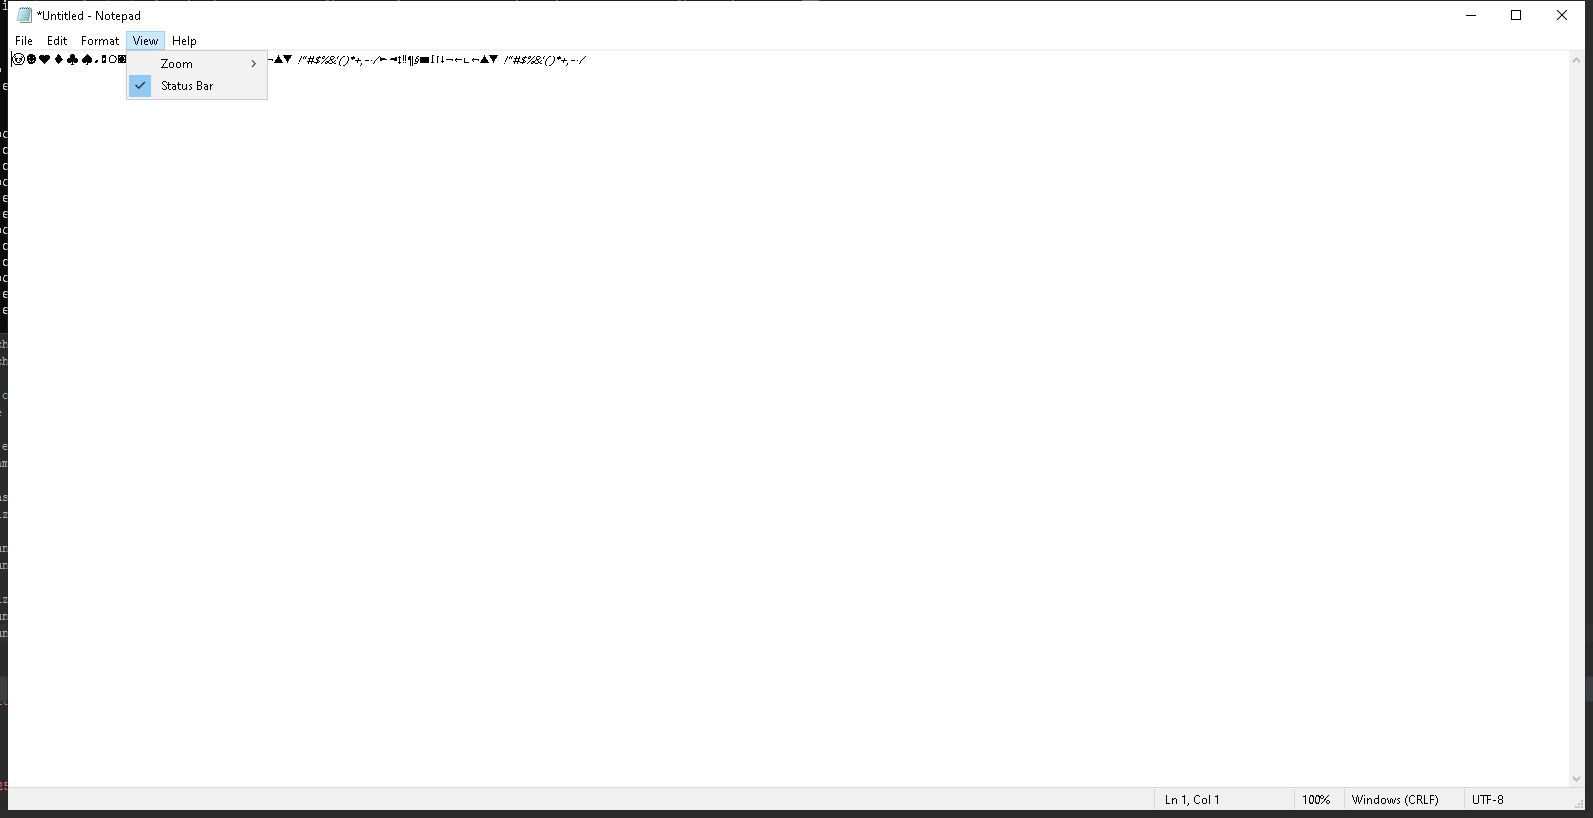 *Untitled - Notepad
File Edit Format View Help
☺☻♥♦♣♠
▲▼ !"#$%&'()*+,-./►◄↕‼¶§▬↨↑↓→←∟↔▲▼ !"#$%&'()*+,-./
Zoom
Status Bar
Ln 1, Col 1
100%
Windows (CRLF)
UTF-8